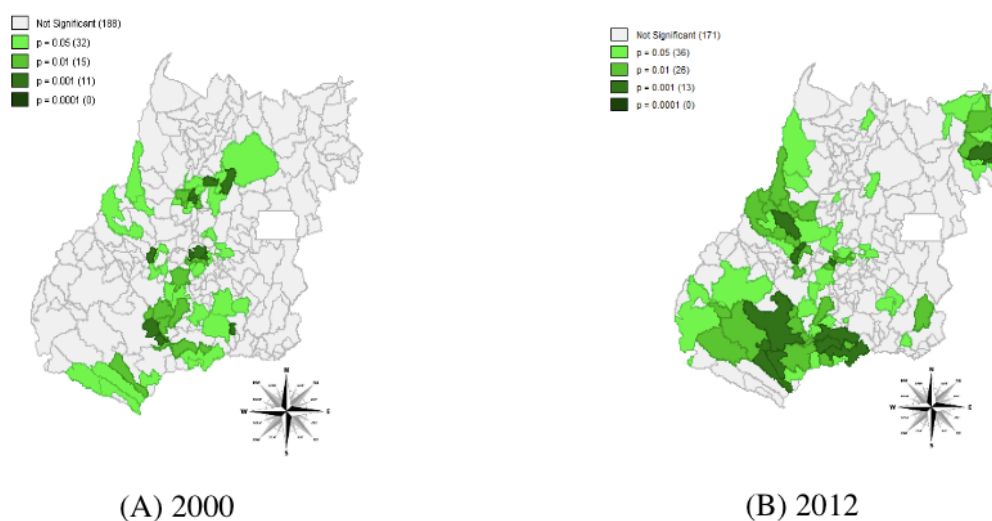 Not Significant (188)
p = 0.05 (32)
p = 0.01 (15)
p = 0.001 (11)
p = 0.0001 (0)
N
W
E
S
(A) 2000
Not Significant (171)
p = 0.05 (36)
p = 0.01 (26)
p = 0.001 (13)
p = 0.0001 (0)
N
W
E
S
(B) 2012